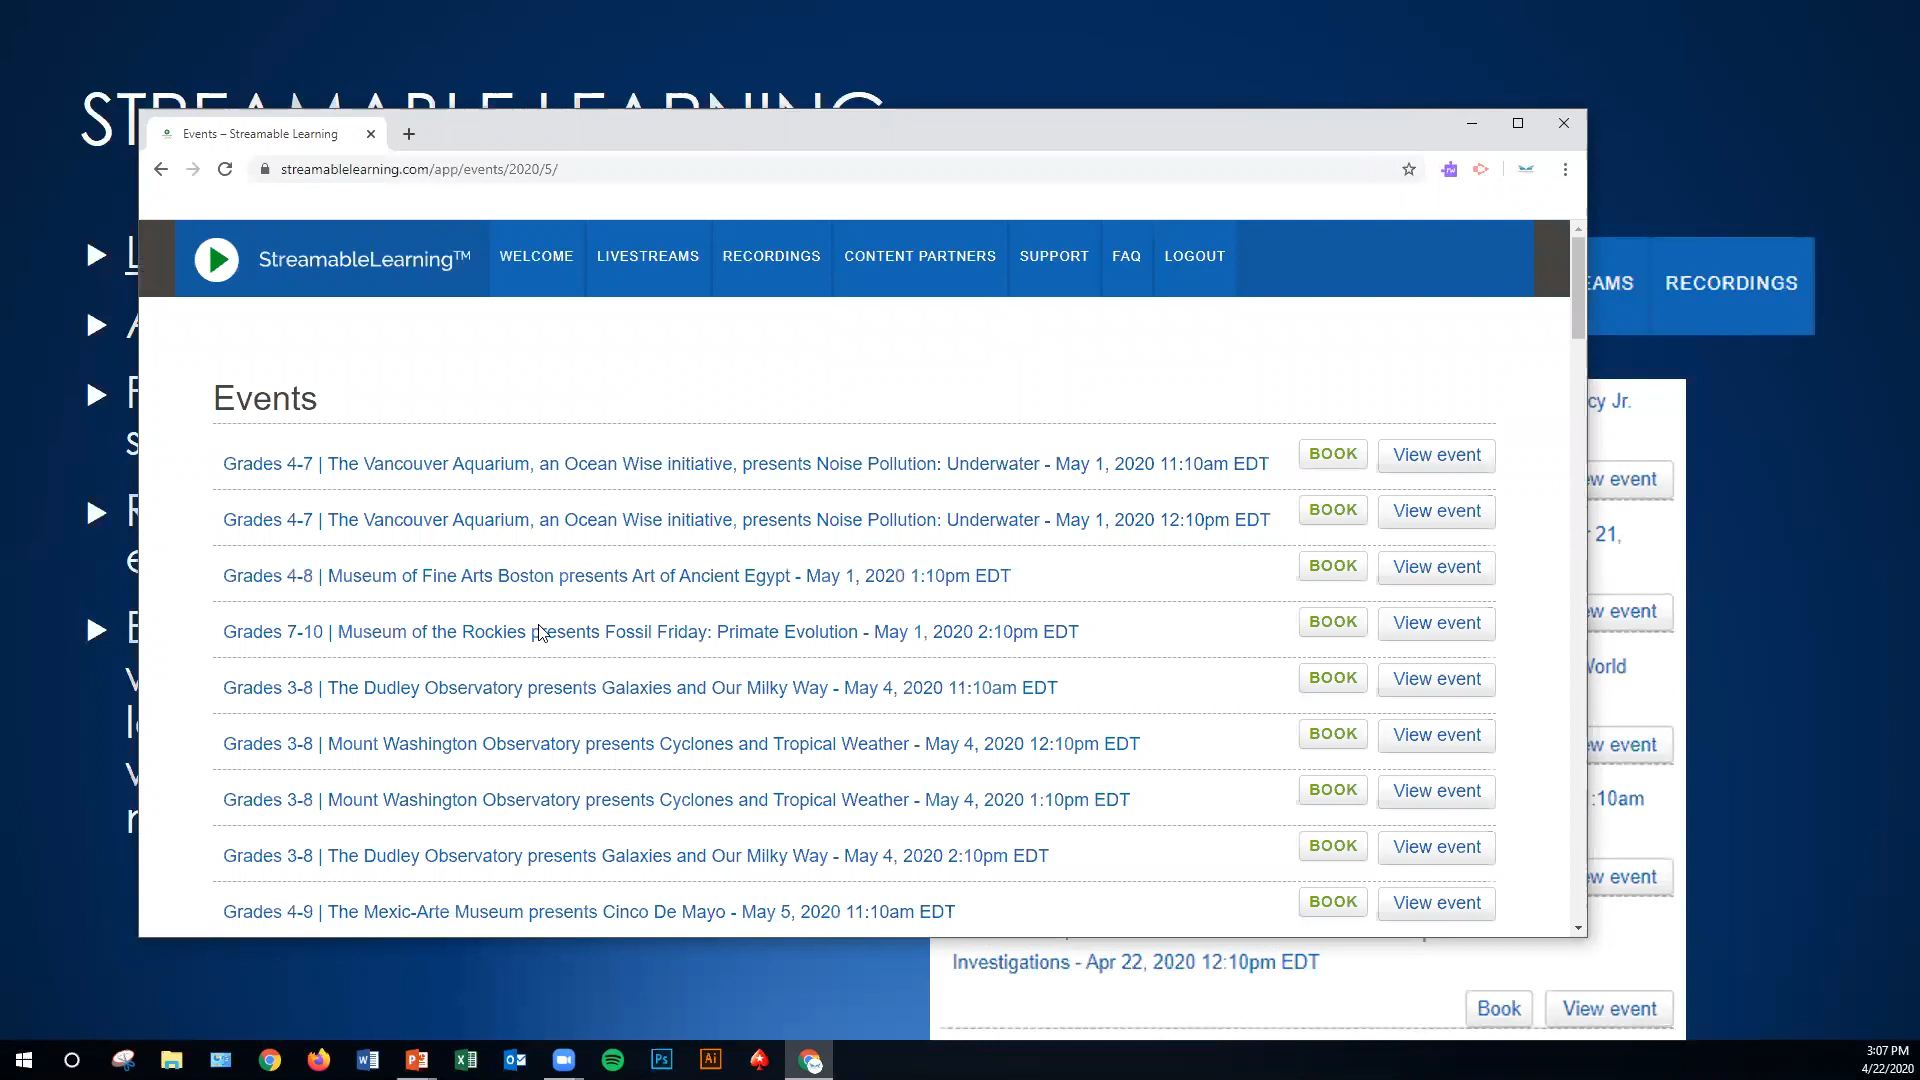 STREAMABLE LEARNING
Events – Streamable Learning
streamablelearning.com/app/events/2020/5/
StreamableLearning™ WELCOME LIVESTREAMS RECORDINGS CONTENT PARTNERS SUPPORT FAQ LOGOUT
RECORDINGS
Events
Grades 4-7 | The Vancouver Aquarium, an Ocean Wise initiative, presents Noise Pollution: Underwater - May 1, 2020 11:10am EDT BOOK View event
Grades 4-7 | The Vancouver Aquarium, an Ocean Wise initiative, presents Noise Pollution: Underwater - May 1, 2020 12:10pm EDT BOOK View event
Grades 4-8 | Museum of Fine Arts Boston presents Art of Ancient Egypt - May 1, 2020 1:10pm EDT BOOK View event
Grades 7-10 | Museum of the Rockies presents Fossil Friday: Primate Evolution - May 1, 2020 2:10pm EDT BOOK View event
Grades 3-8 | The Dudley Observatory presents Galaxies and Our Milky Way - May 4, 2020 11:10am EDT BOOK View event
Grades 3-8 | Mount Washington Observatory presents Cyclones and Tropical Weather - May 4, 2020 12:10pm EDT BOOK View event
Grades 3-8 | Mount Washington Observatory presents Cyclones and Tropical Weather - May 4, 2020 1:10pm EDT BOOK View event
Grades 3-8 | The Dudley Observatory presents Galaxies and Our Milky Way - May 4, 2020 2:10pm EDT BOOK View event
Grades 4-9 | The Mexic-Arte Museum presents Cinco De Mayo - May 5, 2020 11:10am EDT BOOK View event
cy Jr.
event
21,
event
event
:10am
event
Investigations - Apr 22, 2020 12:10pm EDT
Book View event
3:07 PM
4/22/2020